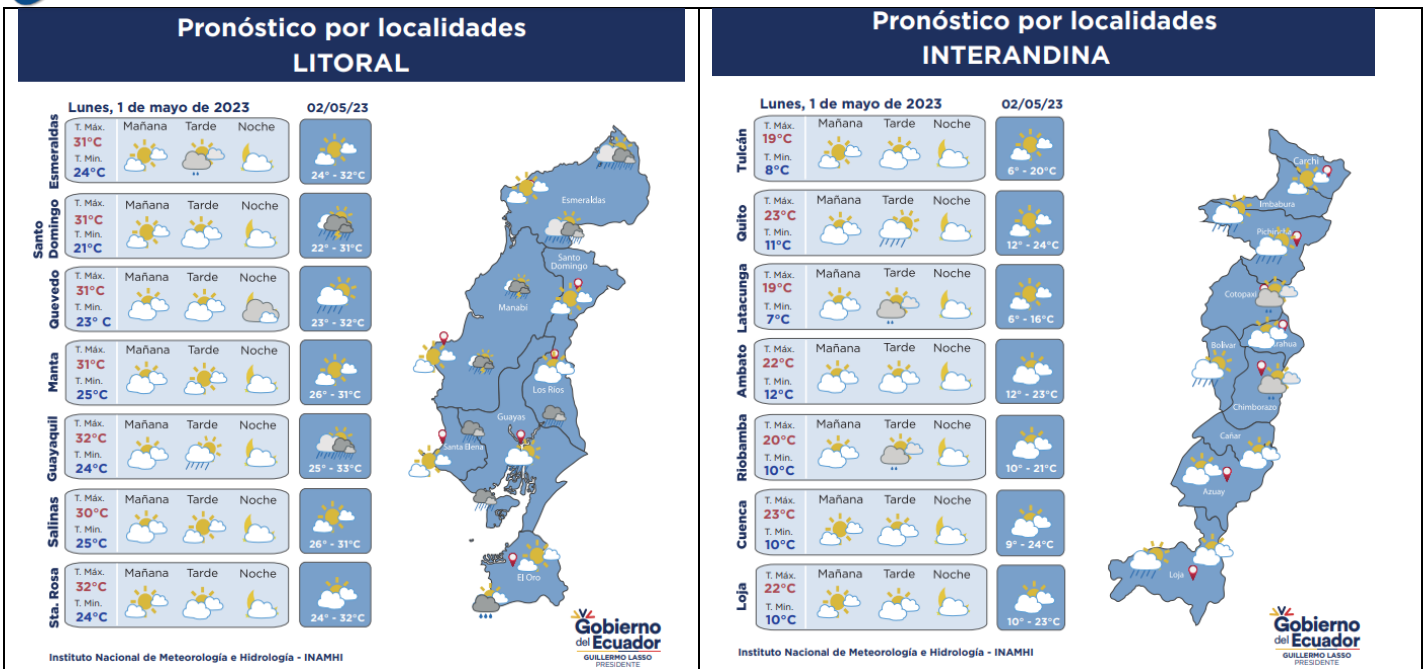 Pronóstico por localidades
LITORAL
Lunes, 1 de mayo de 2023
02/05/23
Esmeraldas
T. Máx. Mañana Tarde Noche
31°C
T. Min.
24°C
24° - 32°C
Santo
Domingo
T. Máx. Mañana Tarde Noche
31°C
T. Min.
21°C
22° - 31°C
Quevedo
T. Máx. Mañana Tarde Noche
31°C
T. Min.
23° C
23° - 32°C
Manta
T. Máx. Mañana Tarde Noche
31°C
T. Min.
25°C
26° - 31°C
Guayaquil
T. Máx. Mañana Tarde Noche
32°C
T. Min.
24°C
25° - 33°C
Salinas
T. Máx. Mañana Tarde Noche
30°C
T. Min.
25°C
26° - 31°C
Sta. Rosa
T. Máx. Mañana Tarde Noche
32°C
T. Min.
24°C
24° - 32°C
Esmeraldas
Santo
Domingo
Manabí
Los Ríos
Guayas
Santa Elena
El Oro
Gobierno
del Ecuador
GUILLERMO LASSO
PRESIDENTE
Instituto Nacional de Meteorología e Hidrología - INAMHI
Pronóstico por localidades
INTERANDINA
Lunes, 1 de mayo de 2023
02/05/23
Tulcán
T. Máx. Mañana Tarde Noche
19°C
T. Min.
8°C
6° - 20°C
Quito
T. Máx. Mañana Tarde Noche
23°C
T. Min.
11°C
12° - 24°C
Latacunga
T. Máx. Mañana Tarde Noche
19°C
T. Min.
7°C
6° - 16°C
Ambato
T. Máx. Mañana Tarde Noche
22°C
T. Min.
12°C
12° - 23°C
Riobamba
T. Máx. Mañana Tarde Noche
20°C
T. Min.
10°C
10° - 21°C
Cuenca
T. Máx. Mañana Tarde Noche
23°C
T. Min.
10°C
9° - 24°C
Loja
T. Máx. Mañana Tarde Noche
22°C
T. Min.
10°C
10° - 23°C
Carchi
Imbabura
Pichincha
Cotopaxi
Bolívar
Chimborazo
Cañar
Azuay
Loja
Gobierno
del Ecuador
GUILLERMO LASSO
PRESIDENTE
Instituto Nacional de Meteorología e Hidrología - INAMHI